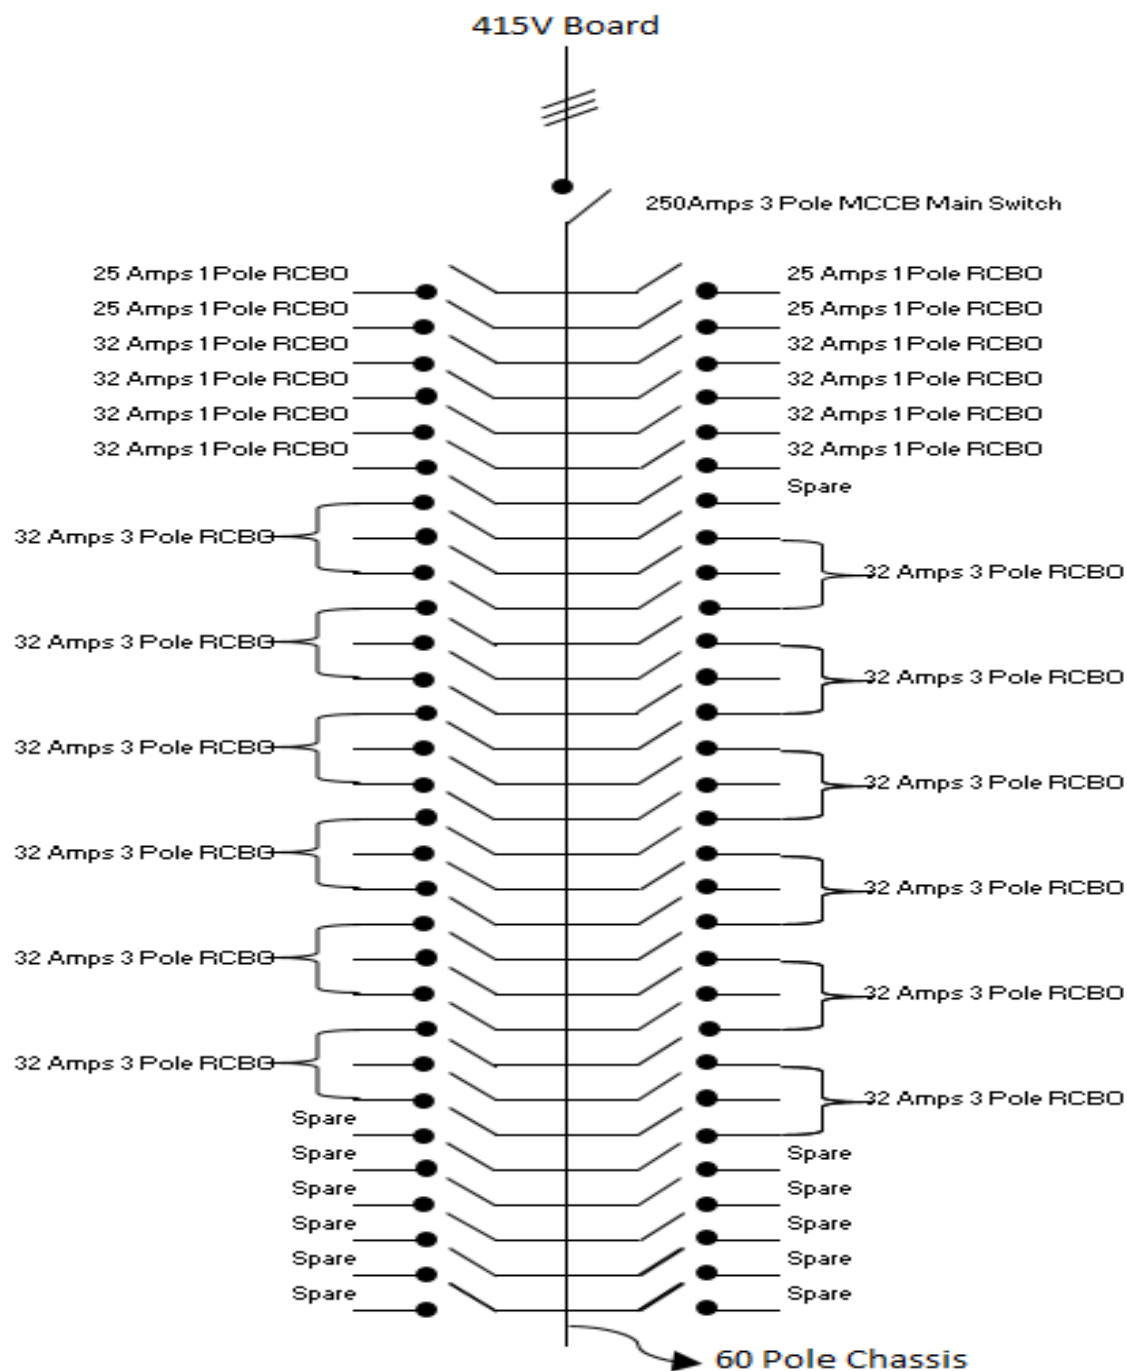 415V Board
250Amps 3 Pole MCCB Main Switch
25 Amps 1 Pole RCBO
25 Amps 1 Pole RCBO
25 Amps 1 Pole RCBO
25 Amps 1 Pole RCBO
32 Amps 1 Pole RCBO
32 Amps 1 Pole RCBO
32 Amps 1 Pole RCBO
32 Amps 1 Pole RCBO
32 Amps 1 Pole RCBO
32 Amps 1 Pole RCBO
32 Amps 1 Pole RCBO
32 Amps 1 Pole RCBO
Spare
32 Amps 3 Pole RCBO
32 Amps 3 Pole RCBO
32 Amps 3 Pole RCBO
32 Amps 3 Pole RCBO
32 Amps 3 Pole RCBO
32 Amps 3 Pole RCBO
32 Amps 3 Pole RCBO
32 Amps 3 Pole RCBO
32 Amps 3 Pole RCBO
32 Amps 3 Pole RCBO
32 Amps 3 Pole RCBO
32 Amps 3 Pole RCBO
Spare
Spare
Spare
Spare
Spare
Spare
Spare
Spare
Spare
Spare
Spare
60 Pole Chassis